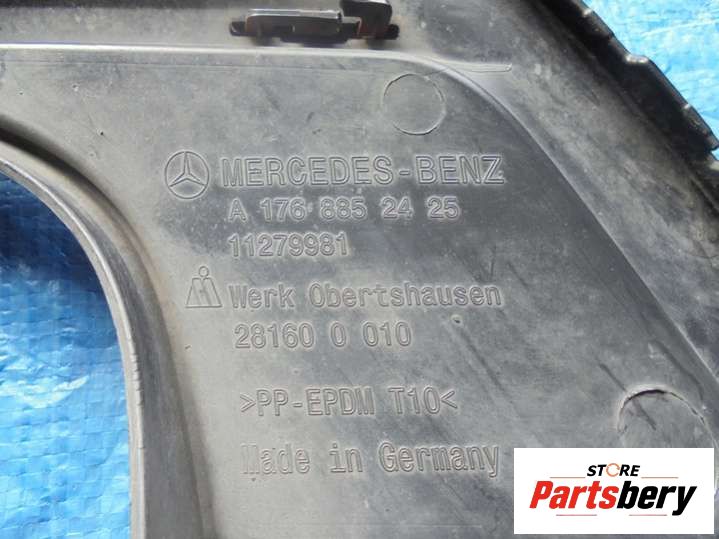 MERCEDES-BENZ
A 176 885 24 25
11279981
Werk Obertshausen
28160 0 010
>PP-EPDM T10<
Made in Germany
STORE
Partsbery